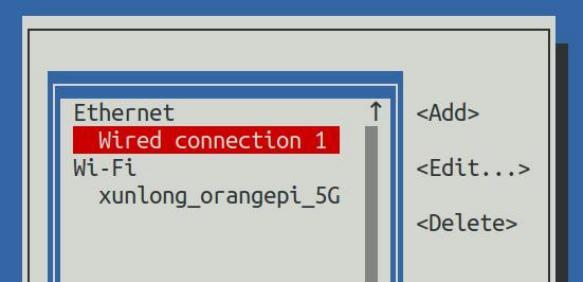 Ethernet ↑ <Add>
Wired connection 1
Wi-Fi <Edit...>
xunlong_orangepi_5G
<Delete>